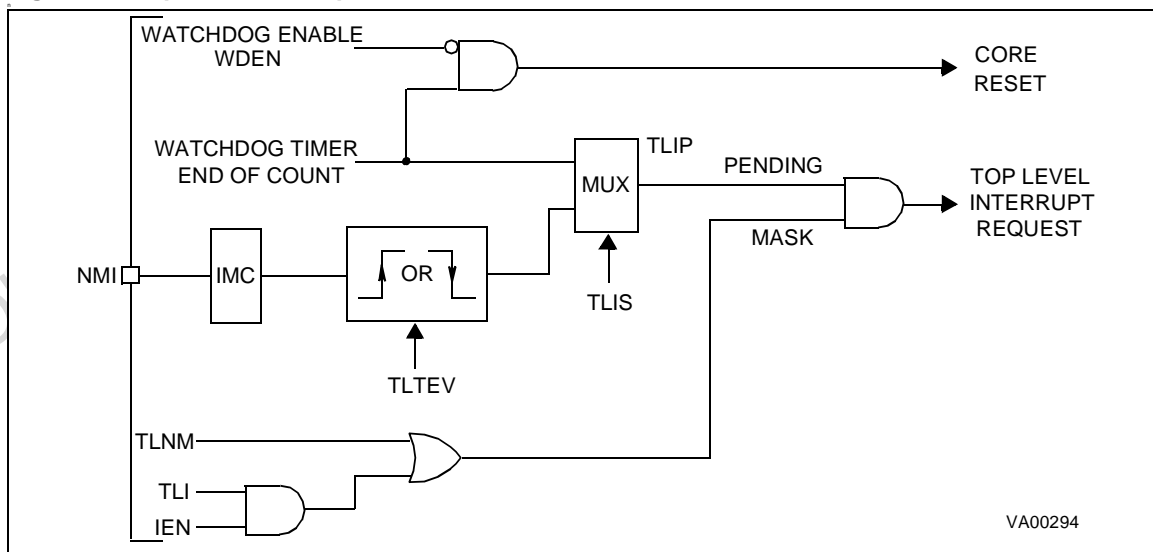 WATCHDOG ENABLE
WDEN
CORE
RESET
WATCHDOG TIMER
END OF COUNT
TLIP
MUX
PENDING
TOP LEVEL
INTERRUPT
REQUEST
MASK
NMI
IMC
OR
TLIS
TLTEV
TLNM
TLI
IEN
VA00294